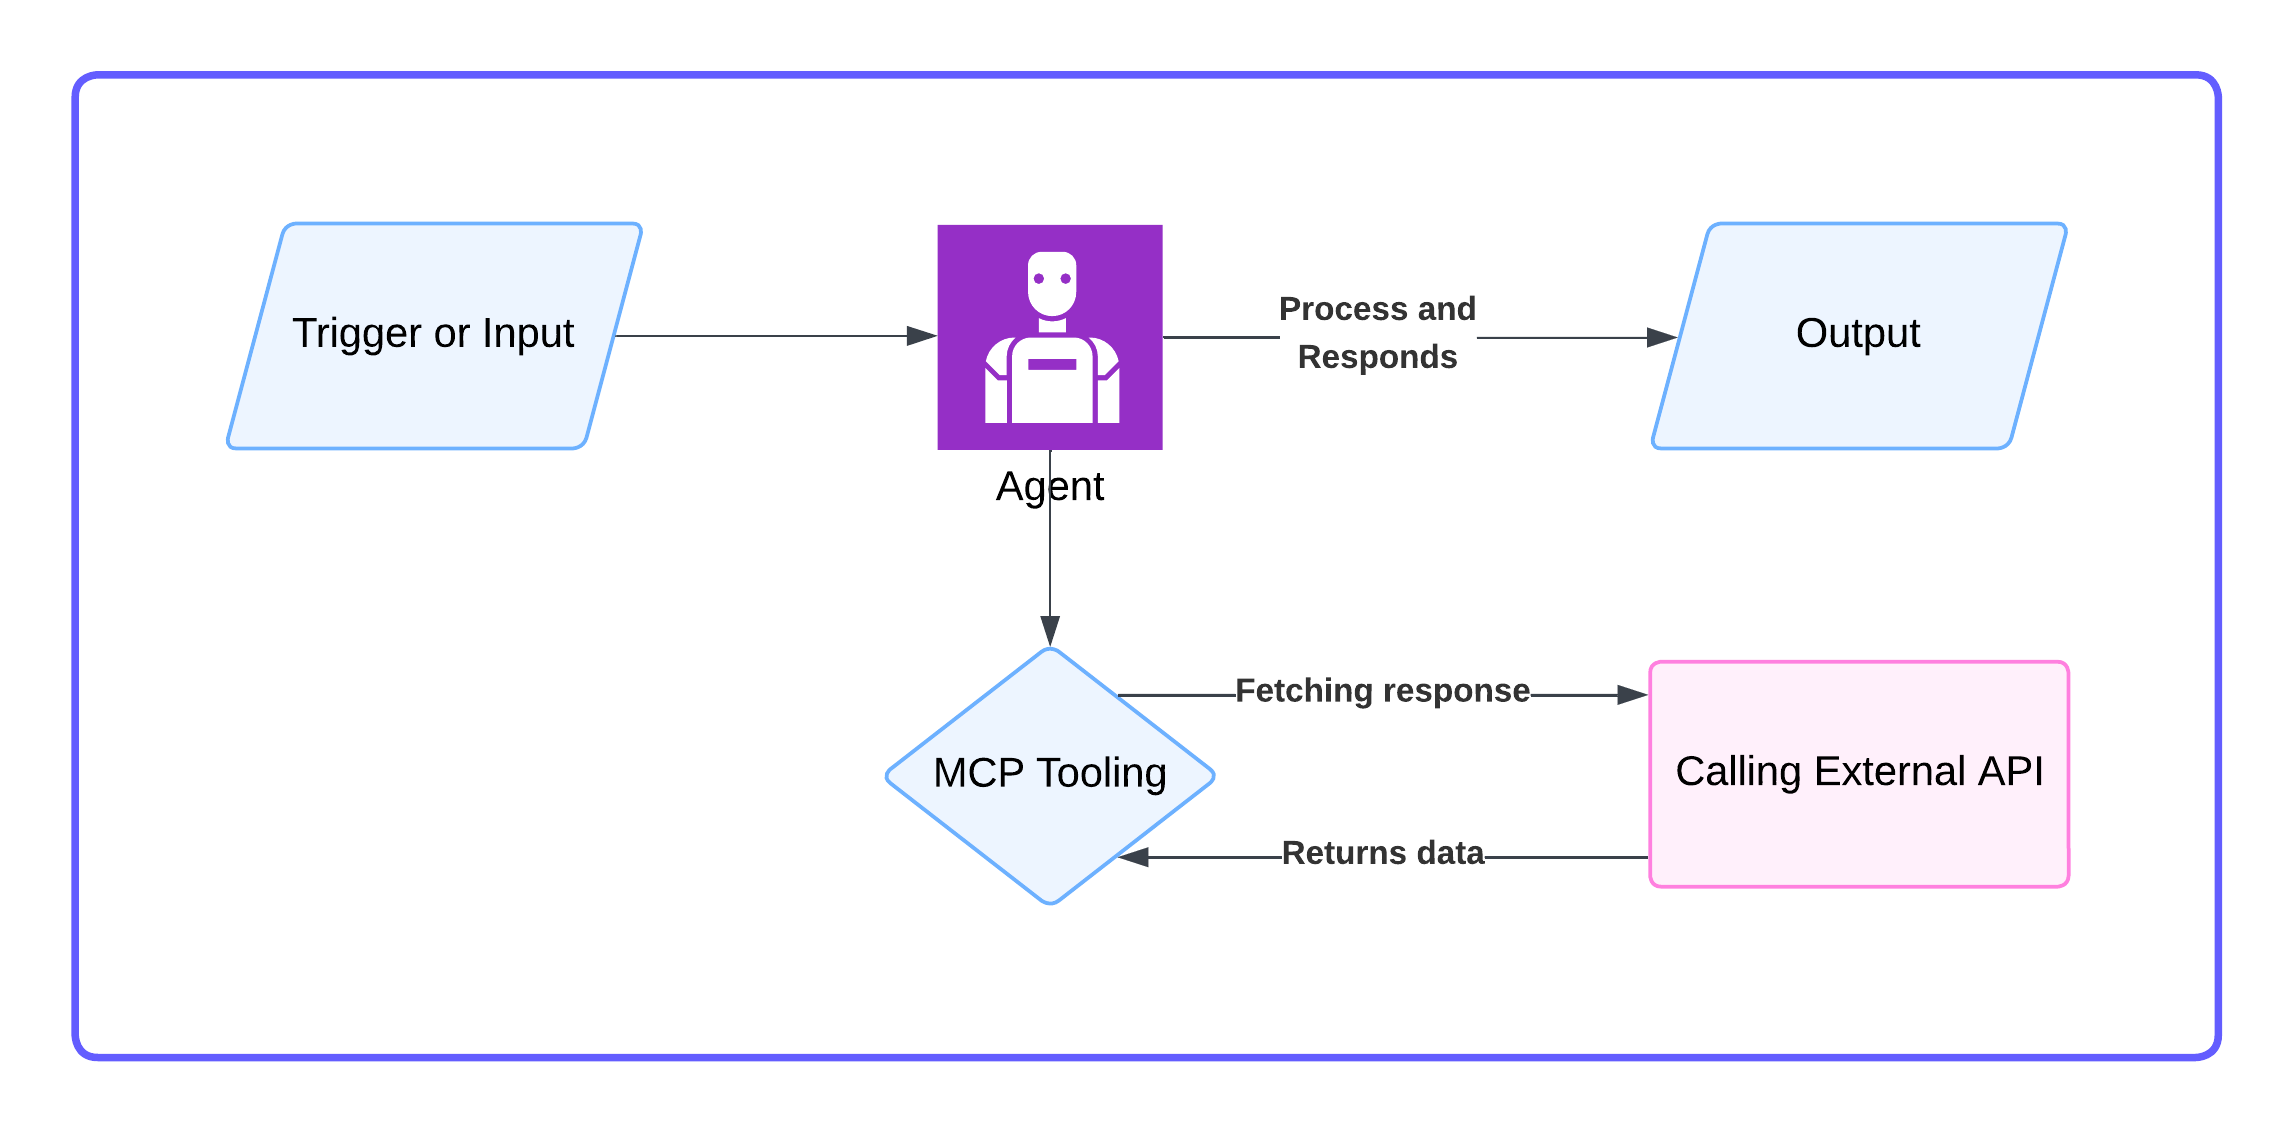 Trigger or Input
Process and
Responds
Output
Agent
Fetching response
MCP Tooling
Calling External API
Returns data